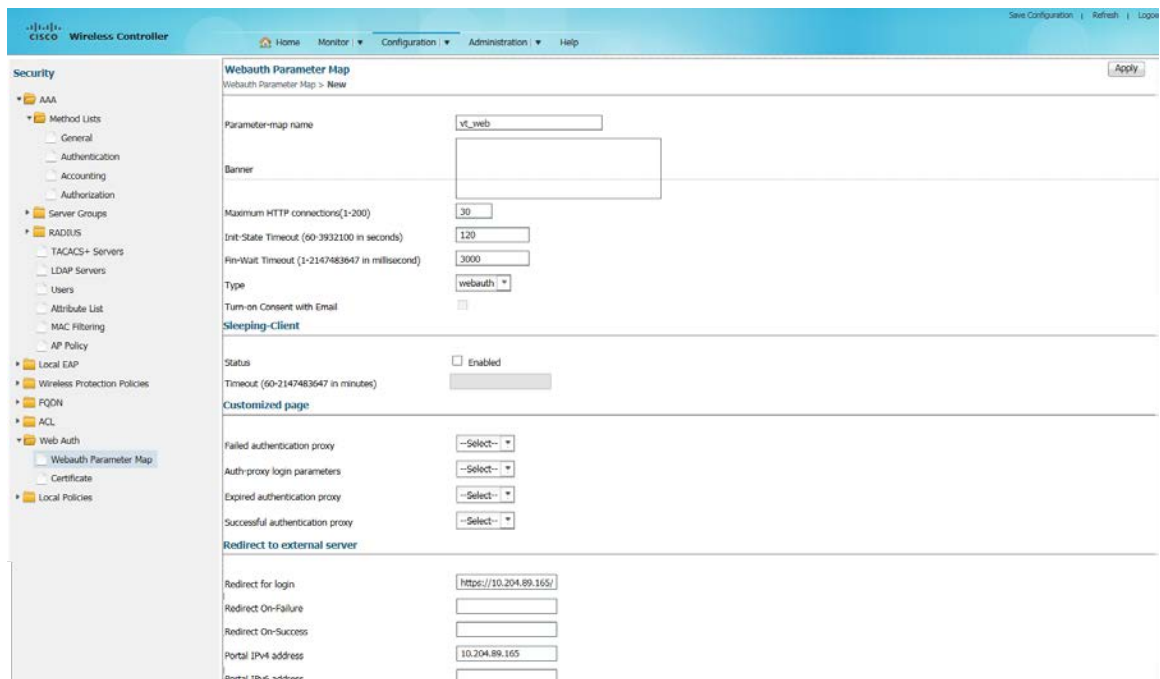 Save Configuration | Refresh |
CISCO Wireless Controller
Home Monitor Configuration Administration Help
Security
AAA
Method Lists
General
Authentication
Accounting
Authorization
Server Groups
RADIUS
TACACS+ Servers
LDAP Servers
Users
Attribute List
MAC Filtering
AP Policy
Local EAP
Wireless Protection Policies
FQDN
ACL
Web Auth
Webauth Parameter Map
Certificate
Local Policies
Webauth Parameter Map
Apply
Webauth Parameter Map > New
Parameter-map name vt_web
Banner
Maximum HTTP connections(1-200) 30
Init-State Timeout (60-3932100 in seconds) 120
Fin-Wait Timeout (1-2147483647 in millisecond) 3000
Type webauth
Turn-on Consent with Email
Sleeping-Client
Status Enabled
Timeout (60-2147483647 in minutes)
Customized page
Failed authentication proxy --Select--
Auth-proxy login parameters --Select--
Expired authentication proxy --Select--
Successful authentication proxy --Select--
Redirect to external server
Redirect for login https://10.204.89.165/
Redirect On-Failure
Redirect On-Success
Portal IPv4 address 10.204.89.165
Portal IPv6 address